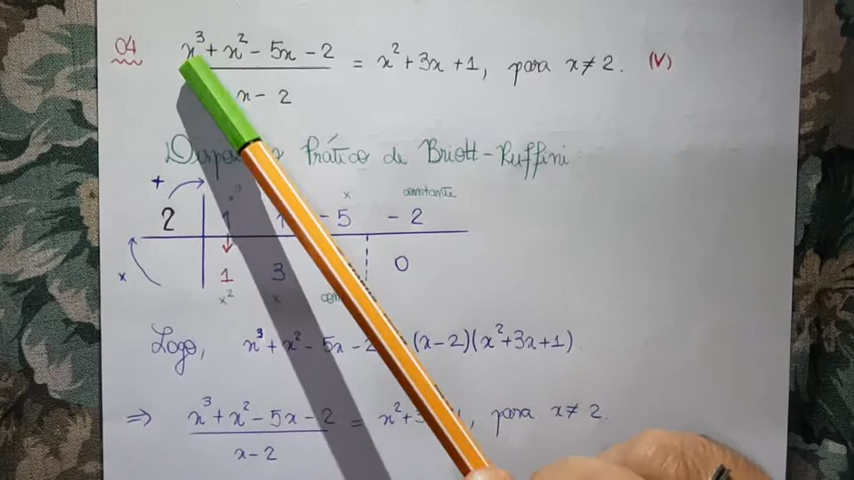 04 x³ + x² - 5x - 2 / x - 2 = x² + 3x + 1, para x ≠ 2. (V)
Prático de Briott-Ruffini
+ x³ x constante
2 1 1 -5 -2
x 1 3 0
x² x
Logo, x³ + x² - 5x - 2 (x-2)(x²+3x+1).
⇒ x³ + x² - 5x - 2 / x - 2 = x² + 3 , para x ≠ 2.